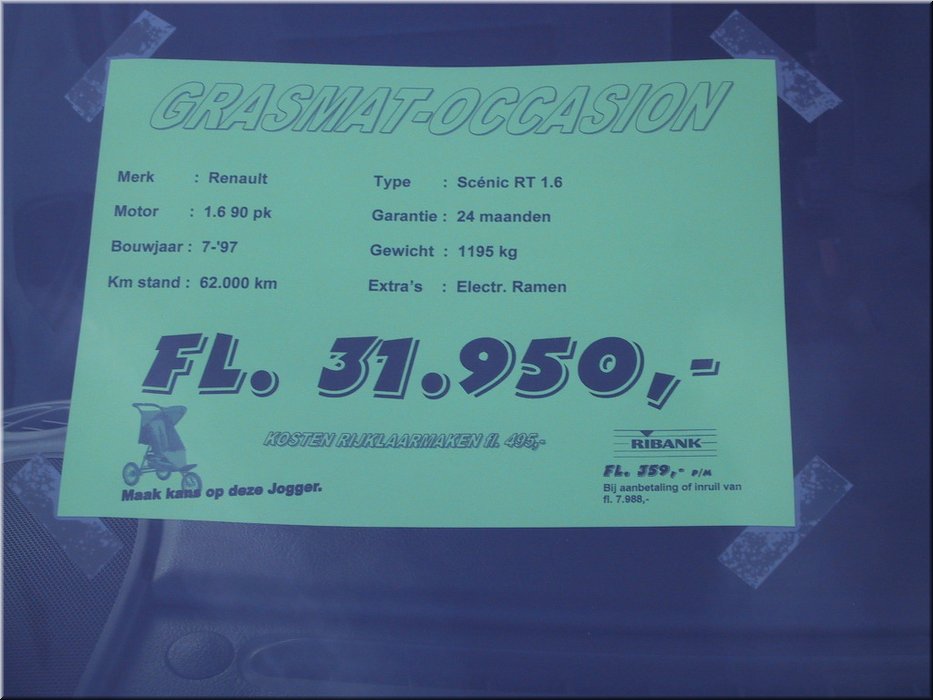 GRASMAT-OCCASION
Merk : Renault
Type : Scénic RT 1.6
Motor : 1.6 90 pk
Garantie : 24 maanden
Bouwjaar : 7-'97
Gewicht : 1195 kg
Km stand : 62.000 km
Extra's : Electr. Ramen
FL. 31.950,-
KOSTEN RIJKLAARMAKEN fl. 495,-
RIBANK
FL. 359,- P/M
Bij aanbetaling of inruil van
fl. 7.988,-
Maak kans op deze Jogger.